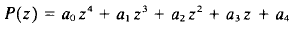 P(z) = a₀z⁴ + a₁z³ + a₂z² + a₃z + a₄